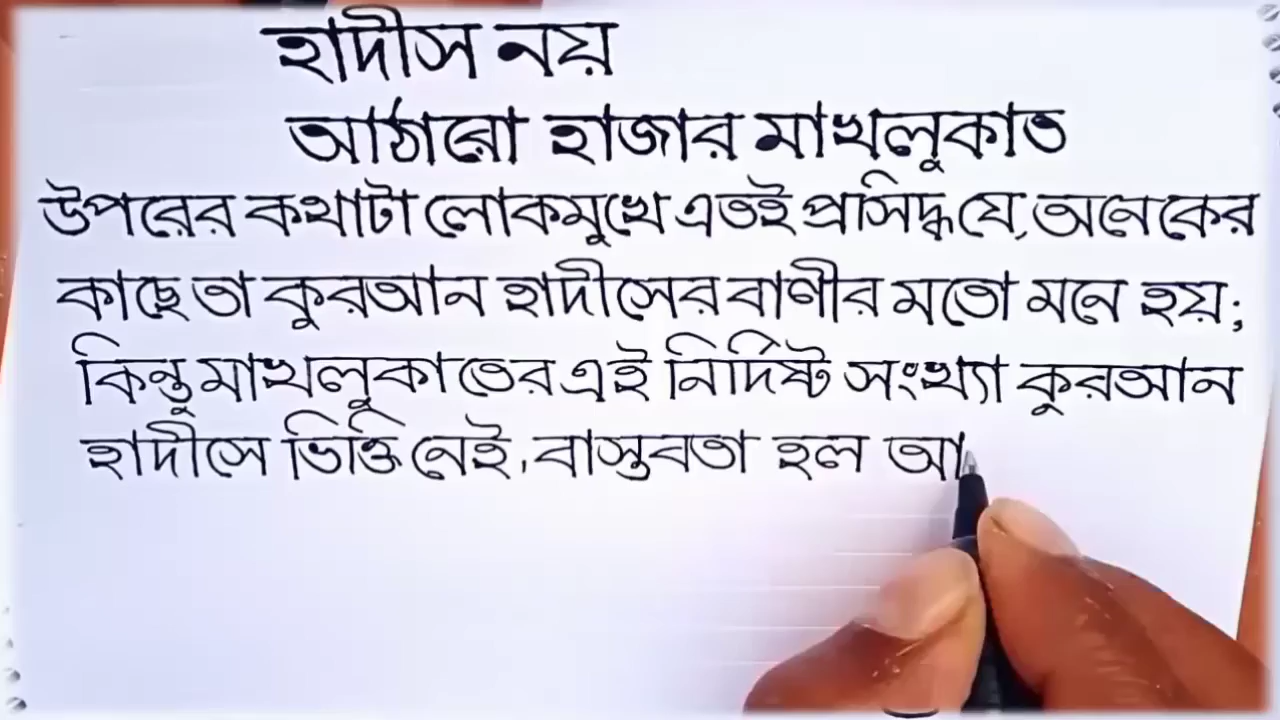 হাদীস নয়
আঠারো হাজার মাখলুকাত
উপরের কথাটা লোকমুখে এতই প্রসিদ্ধ যে, অনেকের
কাছে তা কুরআন হাদীসের বাণীর মতো মনে হয়;
কিন্তু মাখলুকাতের এই নির্দিষ্ট সংখ্যা কুরআন
হাদীসে ভিত্তি নেই, বাস্তবতা হল আ